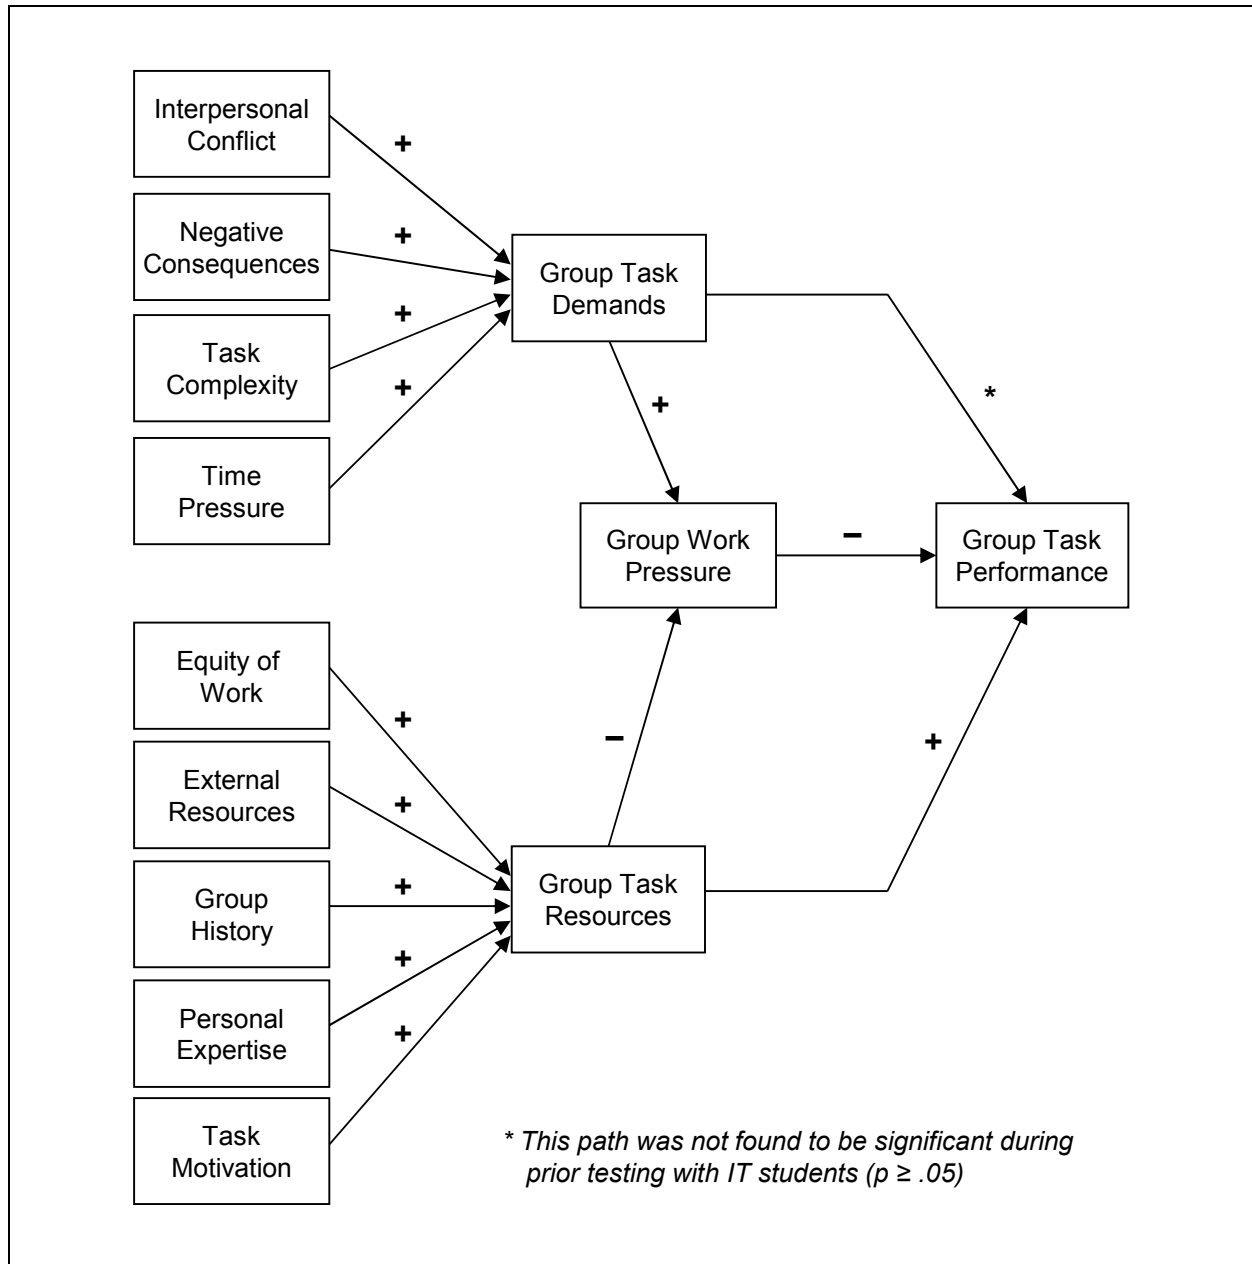 Interpersonal
Conflict
+
Negative
Consequences
+
Task
Complexity
+
Time
Pressure
+
Group Task
Demands
+
*
Group Work
Pressure
−
Group Task
Performance
Equity of
Work
+
External
Resources
+
Group
History
+
Personal
Expertise
+
Task
Motivation
+
Group Task
Resources
−
+
* This path was not found to be significant during
prior testing with IT students (p ≥ .05)